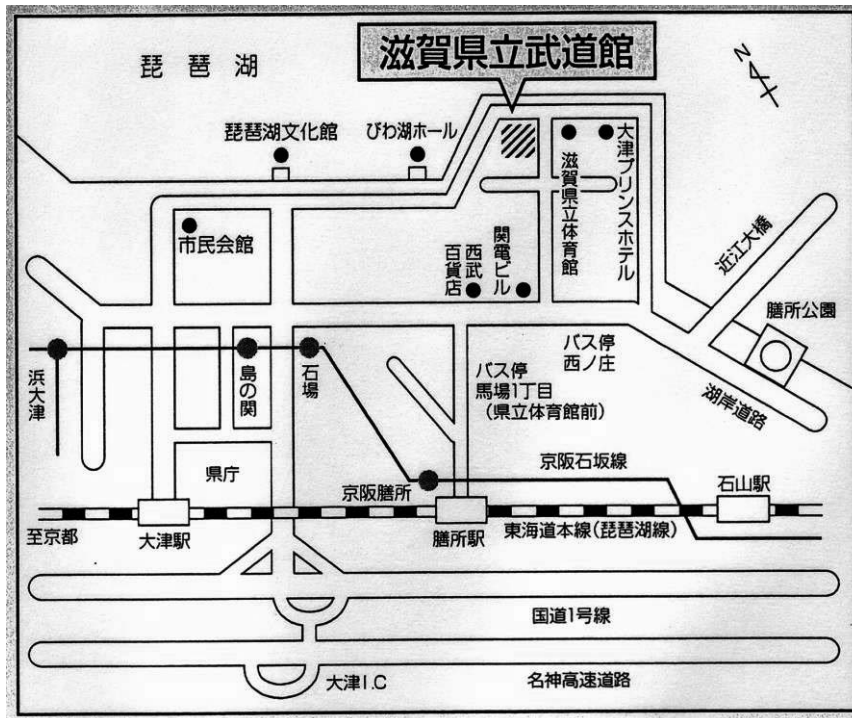 滋賀県立武道館
琵琶湖
N
琵琶湖文化館
びわ湖ホール
滋賀県立体育館
大津プリンスホテル
市民会館
西武
百貨店
関電ビル
近江大橋
膳所公園
バス停
西ノ庄
バス停
馬場1丁目
(県立体育館前)
湖岸道路
浜大津
島の関
石場
県庁
京阪膳所
京阪石坂線
石山駅
至京都
大津駅
膳所駅
東海道本線(琵琶湖線)
国道1号線
大津I.C
名神高速道路